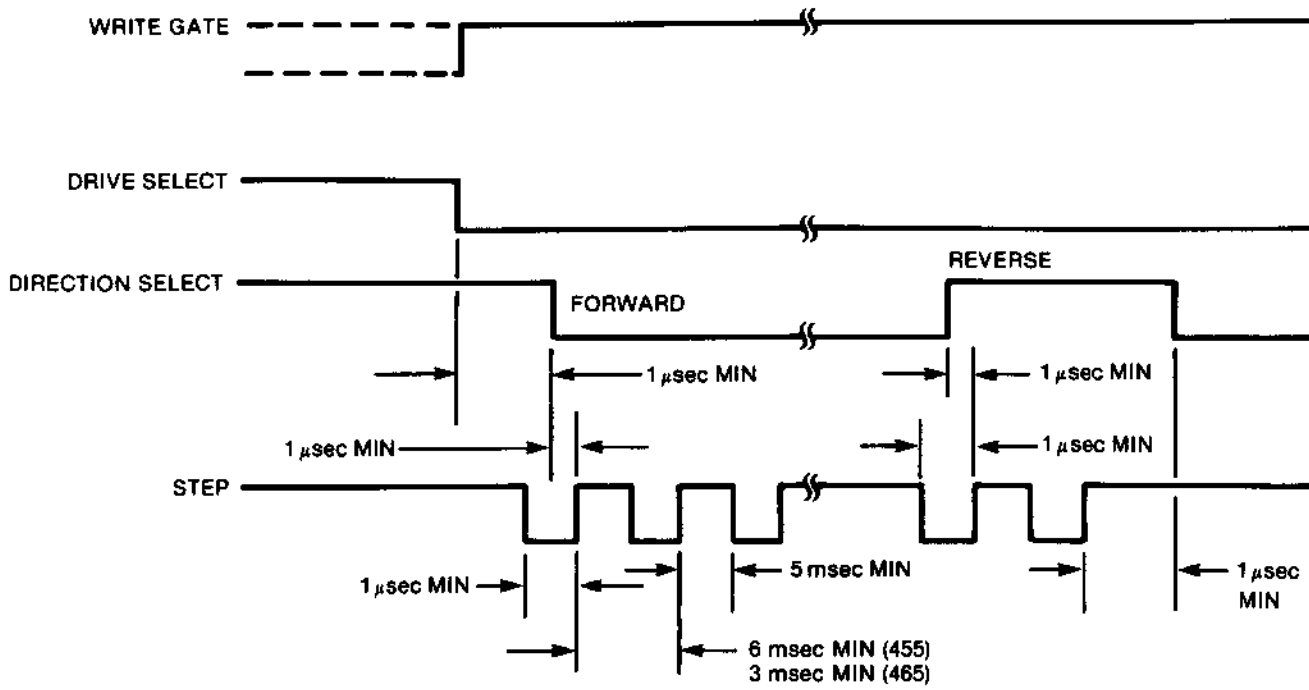 WRITE GATE
DRIVE SELECT
REVERSE
DIRECTION SELECT
FORWARD
1 μsec MIN
1 μsec MIN
1 μsec MIN
1 μsec MIN
STEP
5 msec MIN
1 μsec MIN
1 μsec
MIN
6 msec MIN (455)
3 msec MIN (465)